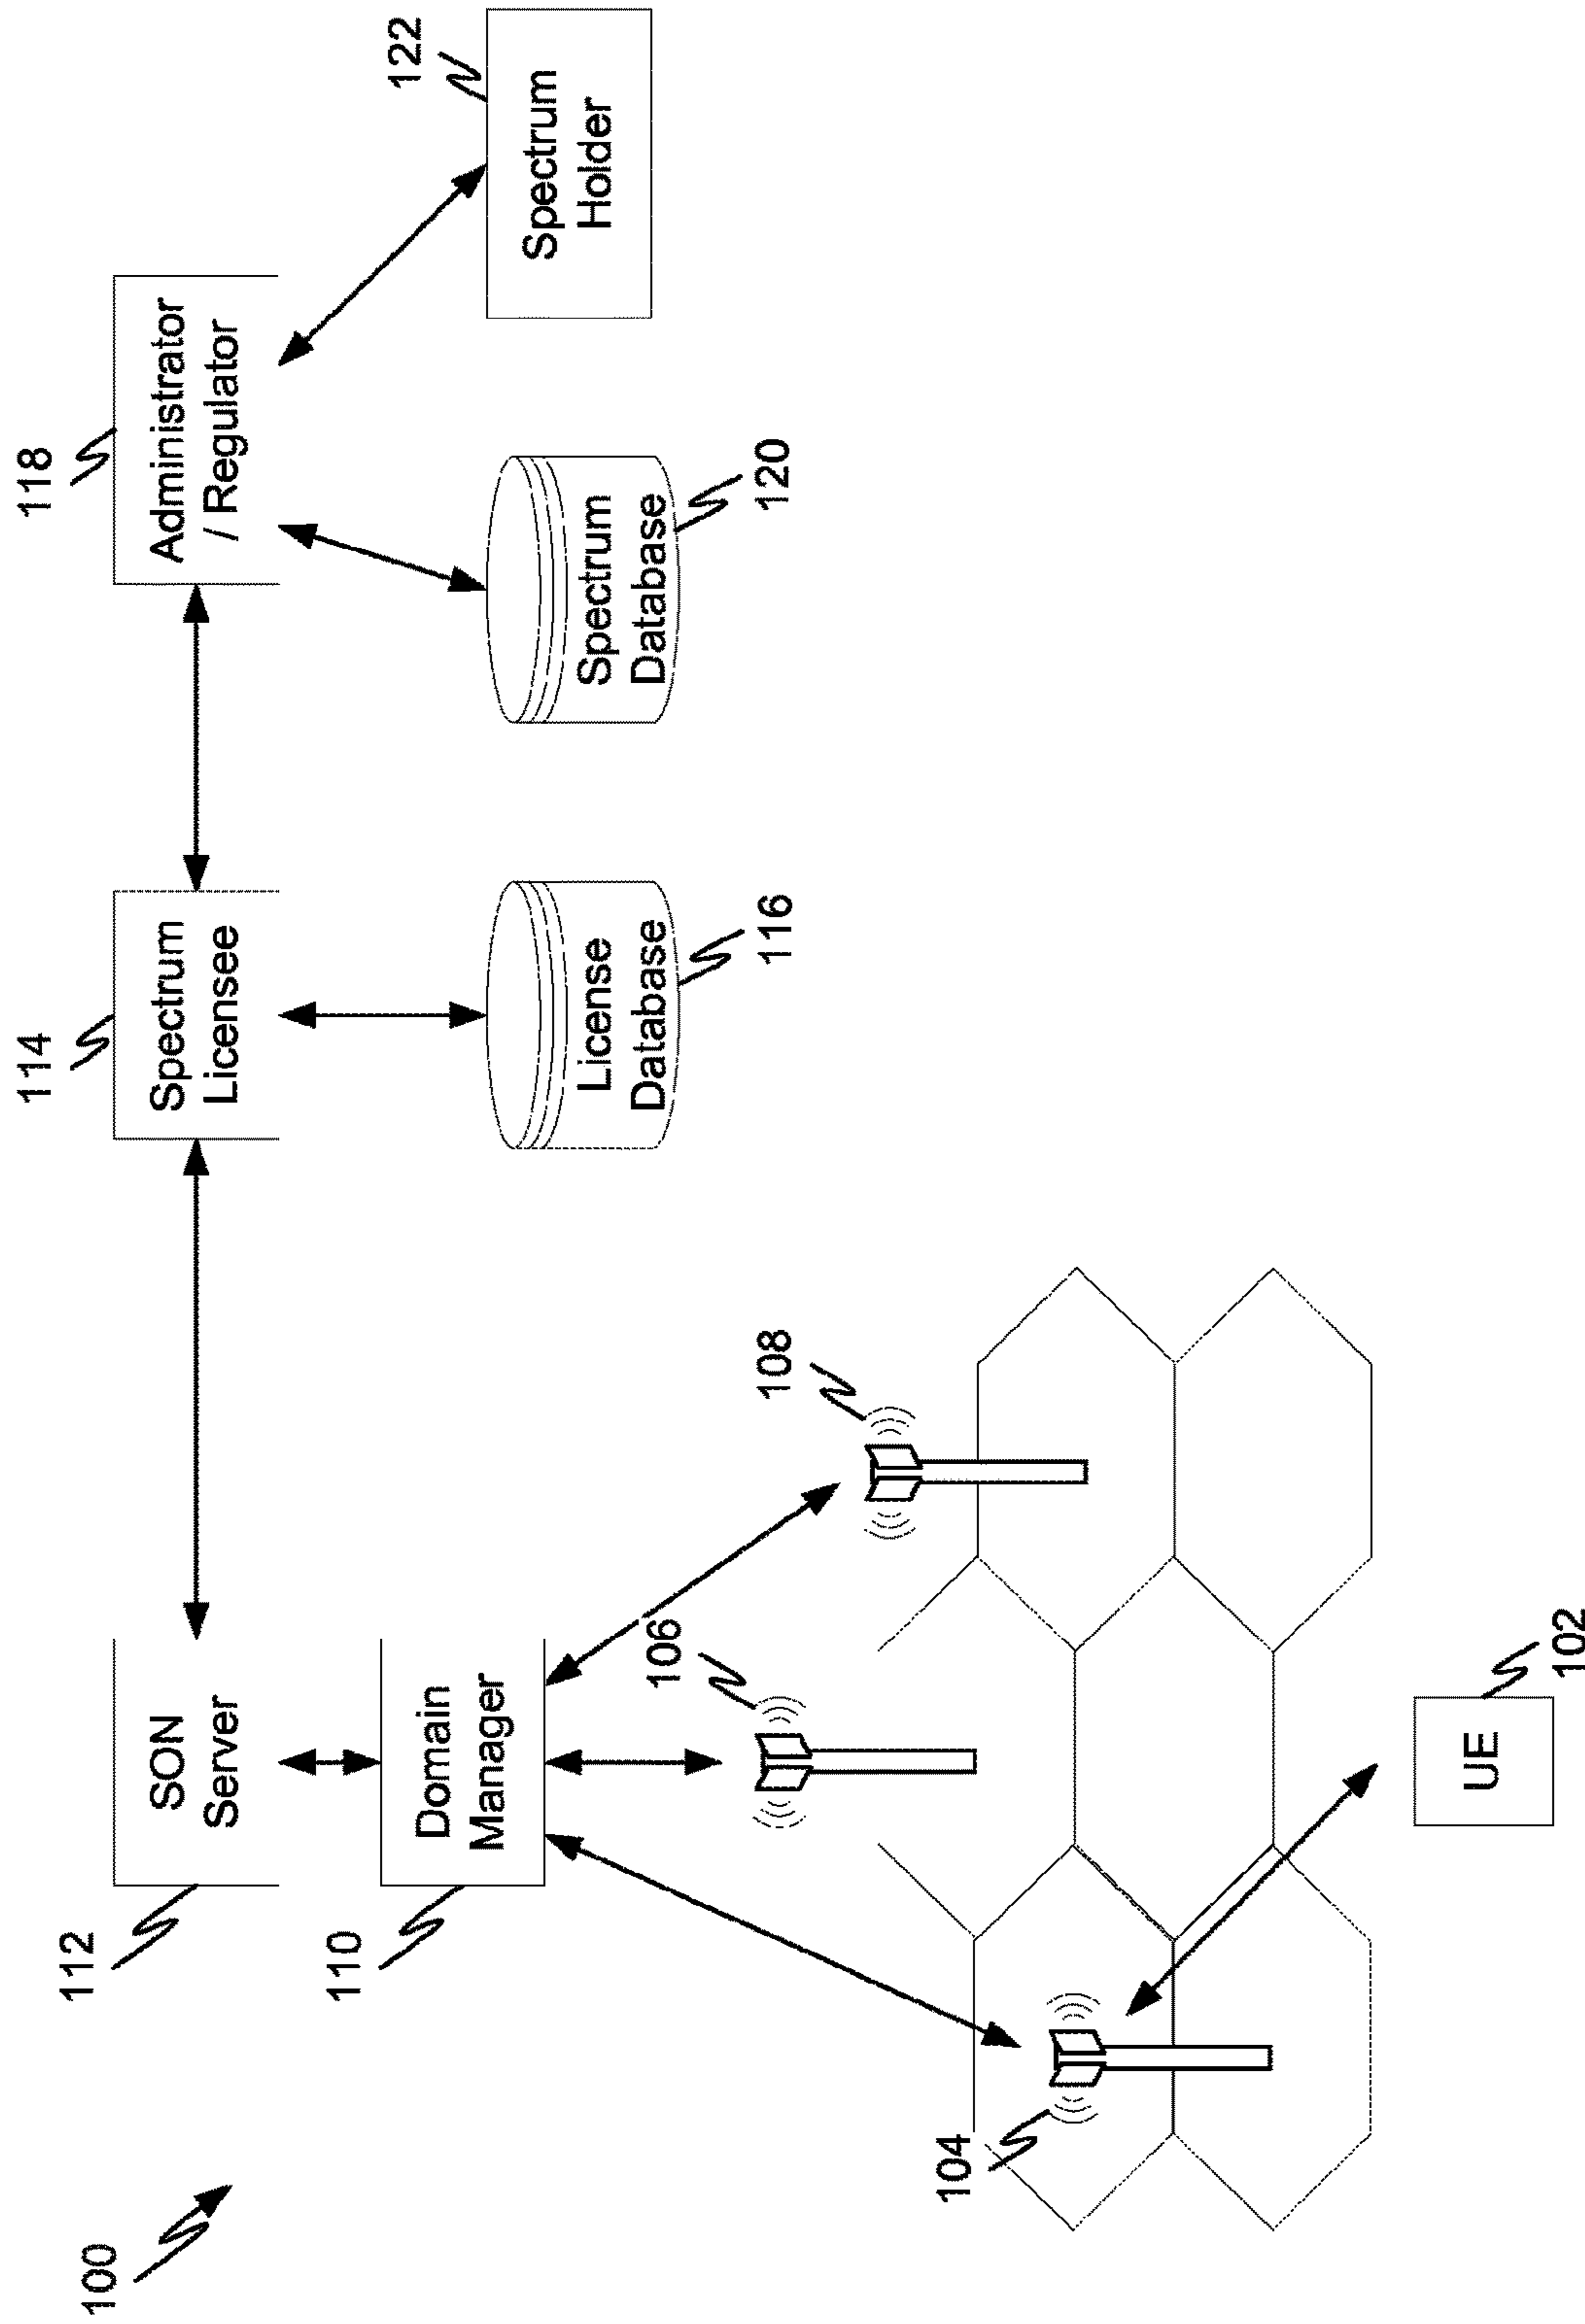 100
112
SON
Server
114
Spectrum
Licensee
118
Administrator
/ Regulator
110
Domain
Manager
License
Database
116
Spectrum
Database
120
122
Spectrum
Holder
106
108
104
UE
102